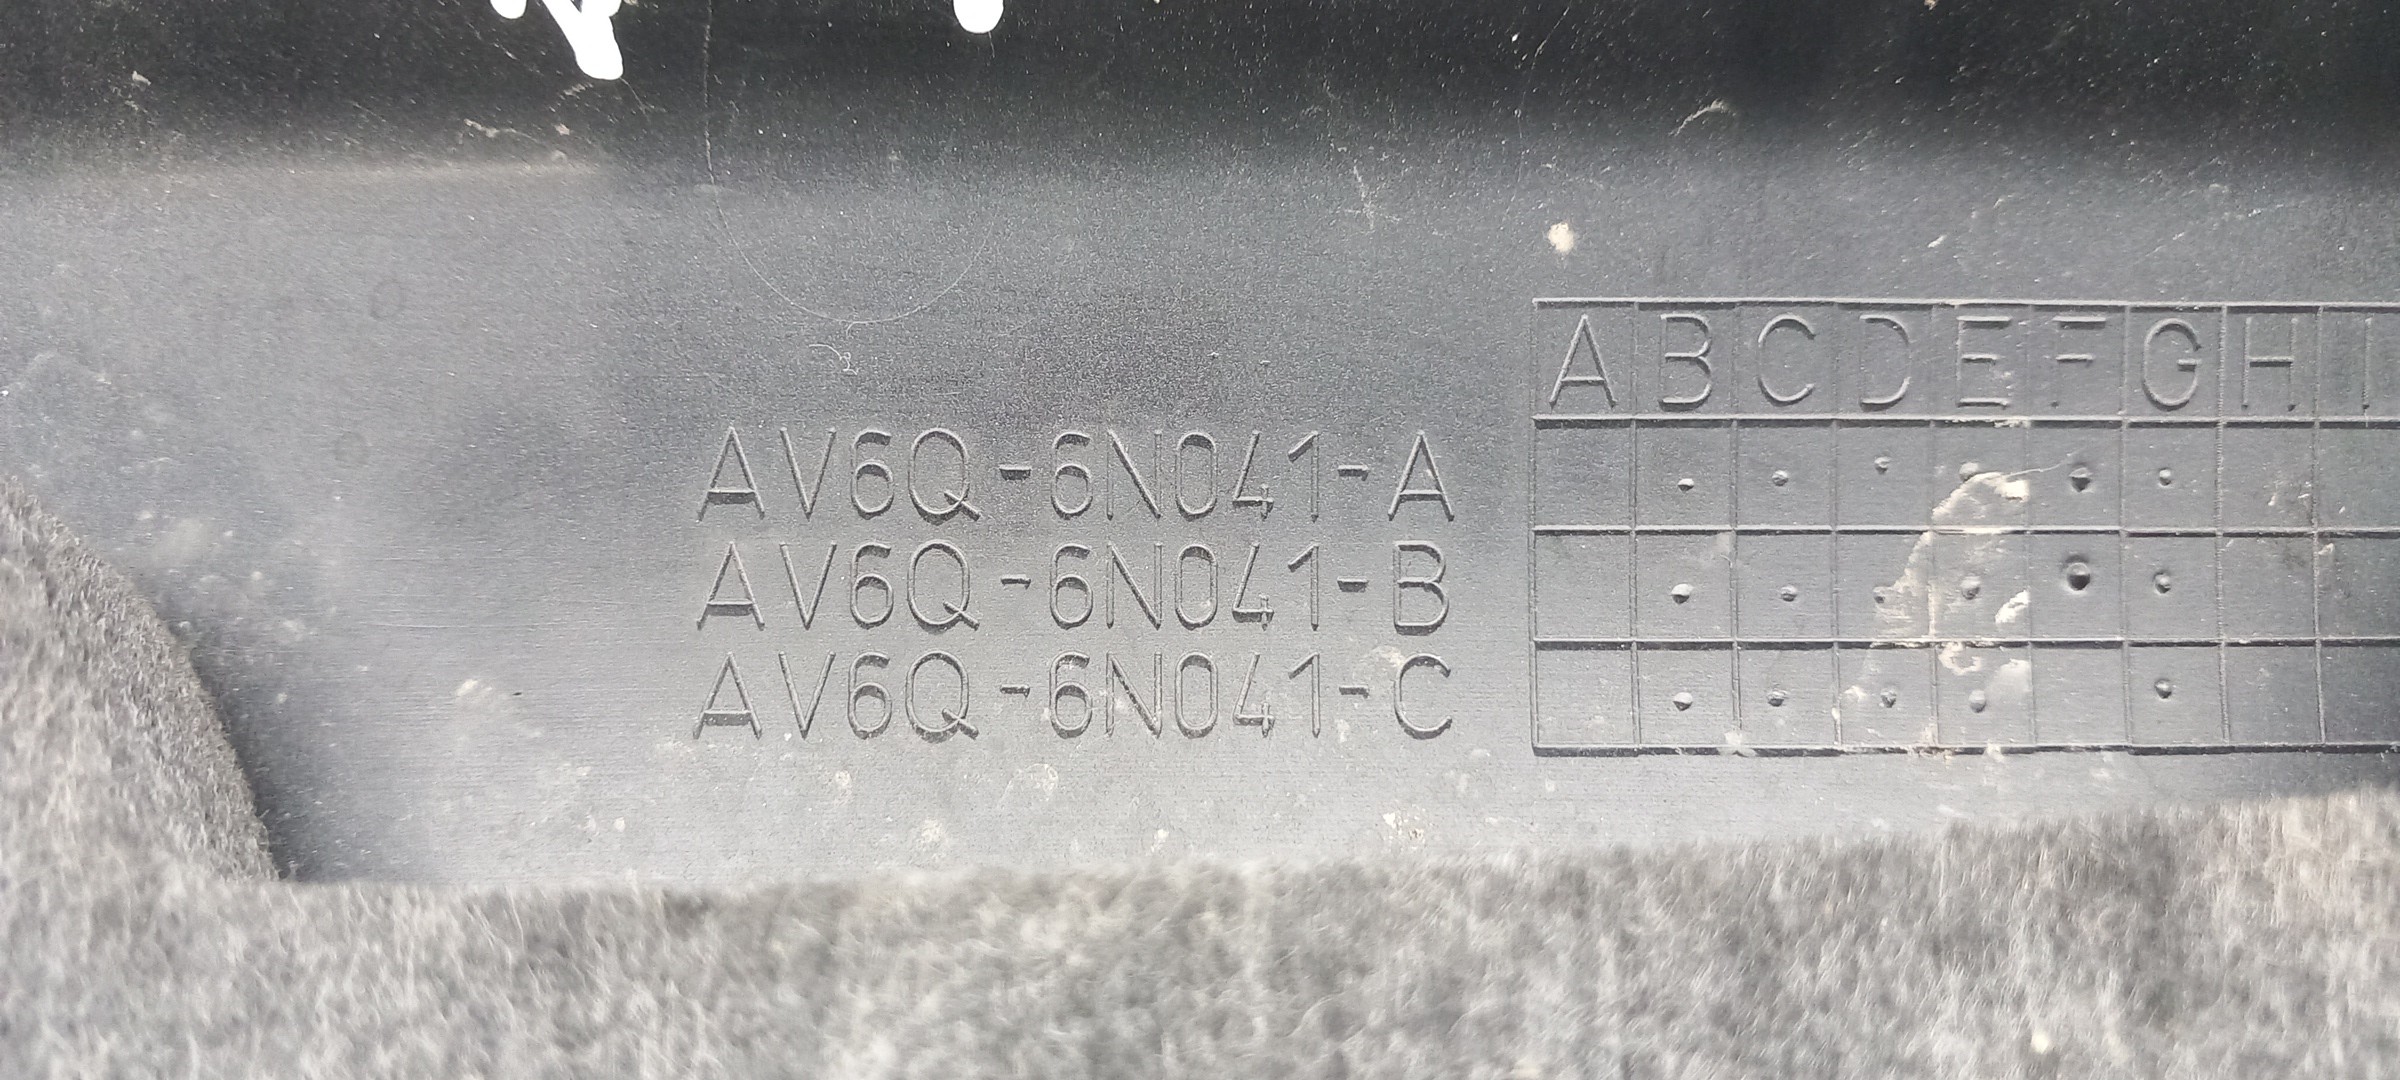 A B C D E F G H I
AV6Q-6N041-A
AV6Q-6N041-B
AV6Q-6N041-C